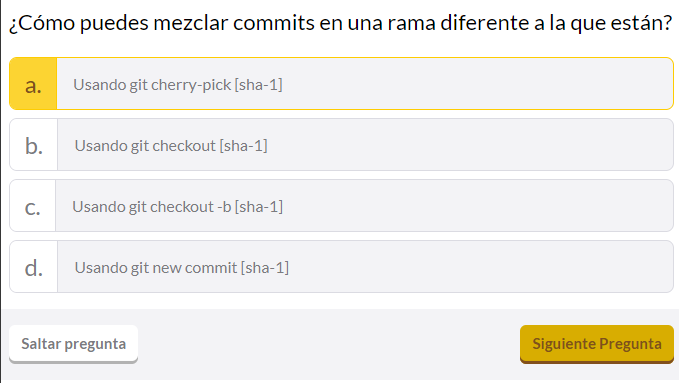 ¿Cómo puedes mezclar commits en una rama diferente a la que están?
a. Usando git cherry-pick [sha-1]
b. Usando git checkout [sha-1]
c. Usando git checkout -b [sha-1]
d. Usando git new commit [sha-1]
Saltar pregunta Siguiente Pregunta